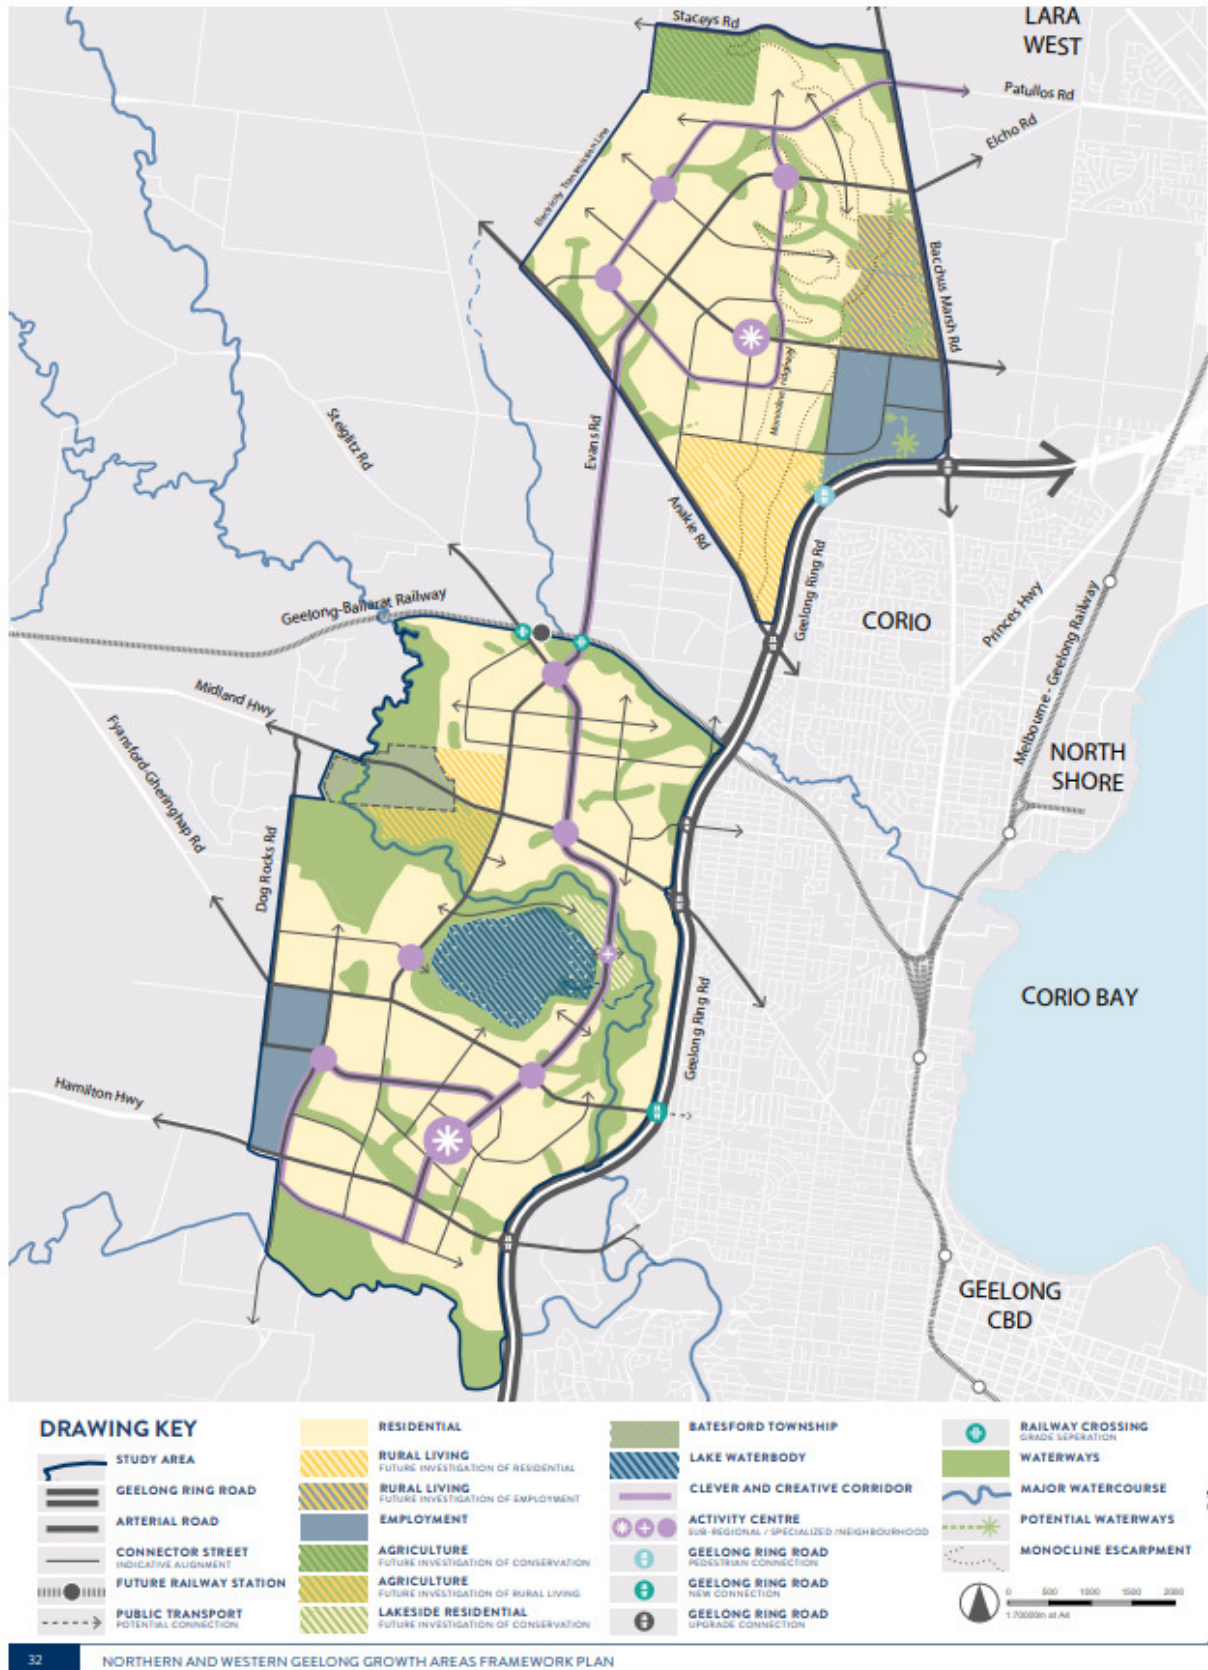 LARA
WEST
Staceys Rd
Patullos Rd
Elcho Rd
Electricity Transmission Line
Bacchus Marsh Rd
Monocline ridgeway
Evans Rd
Steiglitz Rd
Anakie Rd
Geelong Ring Rd
CORIO
Princes Hwy
Geelong-Ballarat Railway
Melbourne - Geelong Railway
Midland Hwy
Fyansford-Gheringhap Rd
NORTH
SHORE
Dog Rocks Rd
CORIO BAY
Geelong Ring Rd
Hamilton Hwy
GEELONG
CBD
DRAWING KEY
STUDY AREA
GEELONG RING ROAD
ARTERIAL ROAD
CONNECTOR STREET
INDICATIVE ALIGNMENT
FUTURE RAILWAY STATION
PUBLIC TRANSPORT
POTENTIAL CONNECTION
RESIDENTIAL
RURAL LIVING
FUTURE INVESTIGATION OF RESIDENTIAL
RURAL LIVING
FUTURE INVESTIGATION OF EMPLOYMENT
EMPLOYMENT
AGRICULTURE
FUTURE INVESTIGATION OF CONSERVATION
AGRICULTURE
FUTURE INVESTIGATION OF RURAL LIVING
LAKESIDE RESIDENTIAL
FUTURE INVESTIGATION OF CONSERVATION
BATESFORD TOWNSHIP
LAKE WATERBODY
CLEVER AND CREATIVE CORRIDOR
ACTIVITY CENTRE
SUB-REGIONAL / SPECIALIZED /NEIGHBOURHOOD
GEELONG RING ROAD
PEDESTRIAN CONNECTION
GEELONG RING ROAD
NEW CONNECTION
GEELONG RING ROAD
UPGRADE CONNECTION
RAILWAY CROSSING
GRADE SEPERATION
WATERWAYS
MAJOR WATERCOURSE
POTENTIAL WATERWAYS
MONOCLINE ESCARPMENT
0 500 1000 1500 2000
1:70000m at A4
32 NORTHERN AND WESTERN GEELONG GROWTH AREAS FRAMEWORK PLAN